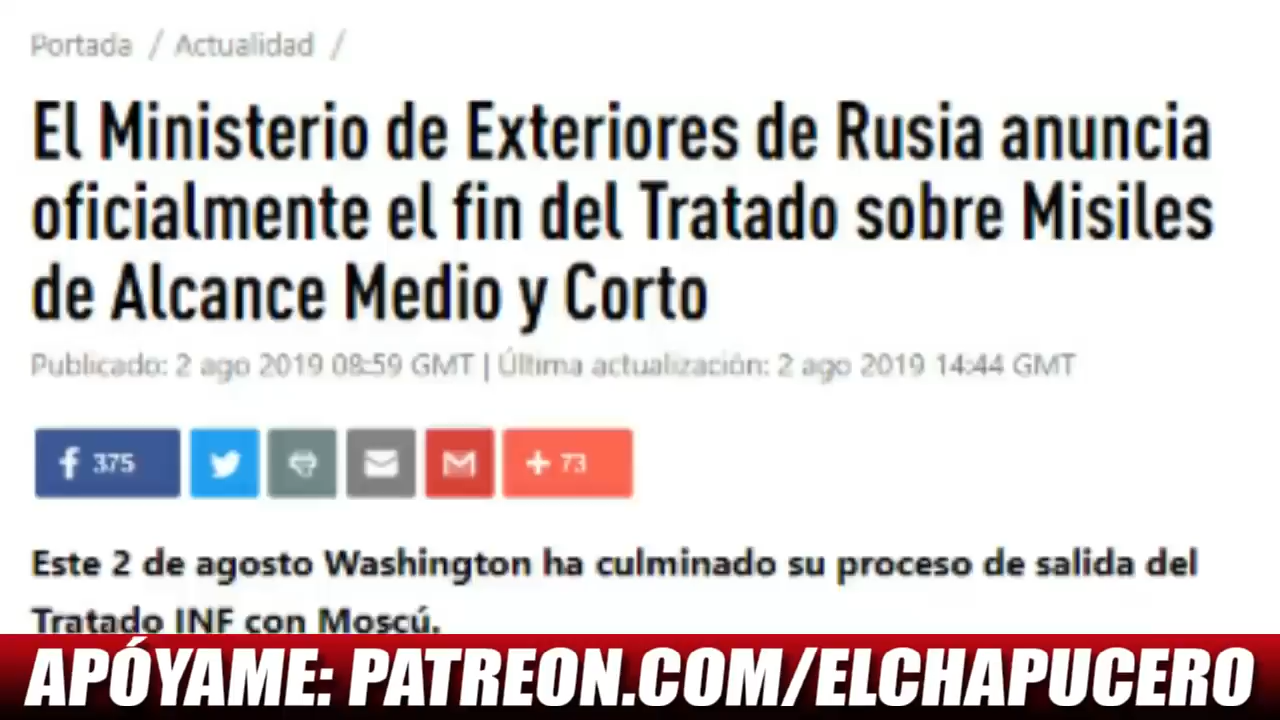 Portada / Actualidad /
El Ministerio de Exteriores de Rusia anuncia
oficialmente el fin del Tratado sobre Misiles
de Alcance Medio y Corto
Publicado: 2 ago 2019 08:59 GMT | Última actualización: 2 ago 2019 14:44 GMT
f 375 + 73
Este 2 de agosto Washington ha culminado su proceso de salida del
Tratado INF con Moscú.
APÓYAME: PATREON.COM/ELCHAPUCERO